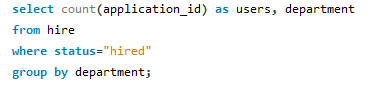 select count(application_id) as users, department
from hire
where status="hired"
group by department;